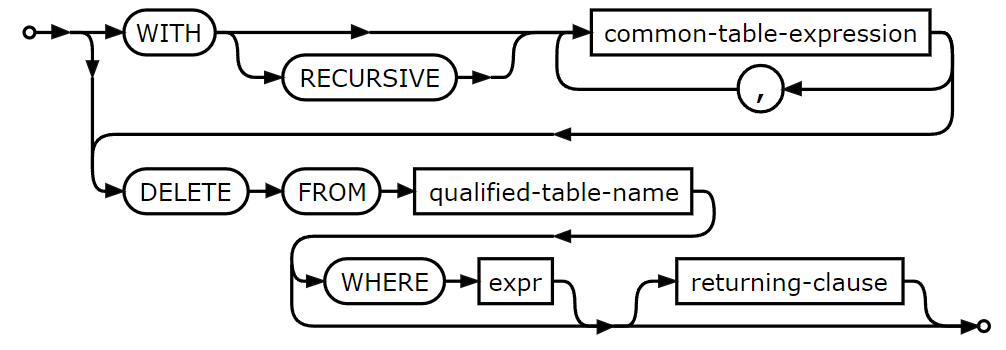 WITH common-table-expression
RECURSIVE
,
DELETE FROM qualified-table-name
WHERE expr returning-clause